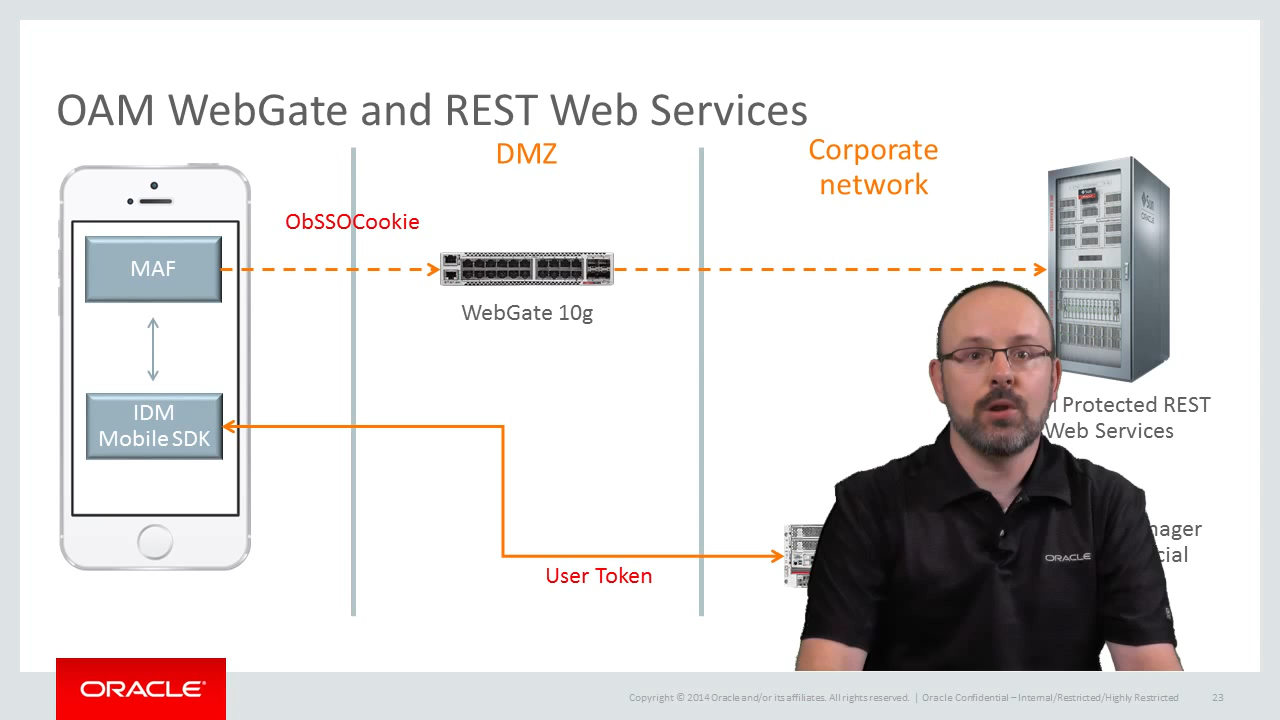 OAM WebGate and REST Web Services
DMZ
Corporate
network
ObSSOCookie
MAF
WebGate 10g
IDM
Mobile SDK
Protected REST
Web Services
User Token
ORACLE
ORACLE
Copyright © 2014 Oracle and/or its affiliates. All rights reserved. | Oracle Confidential – Internal/Restricted/Highly Restricted
23